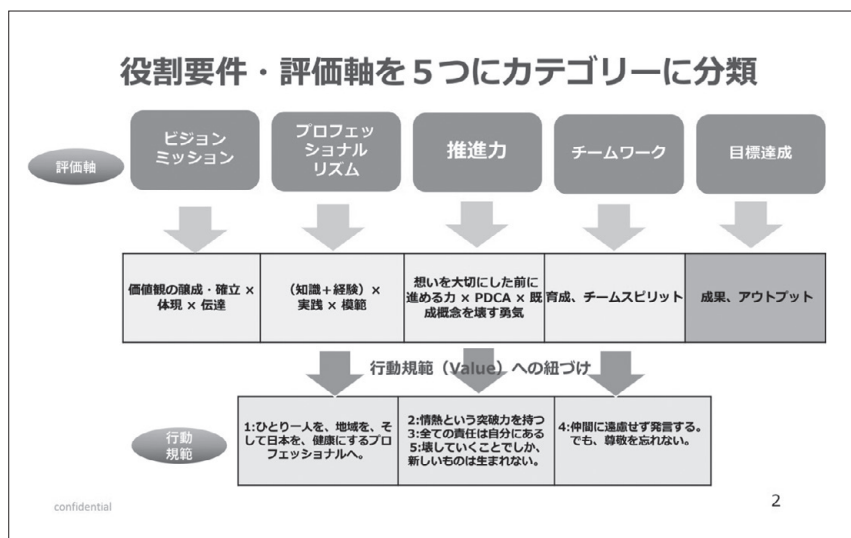 役割要件・評価軸を５つにカテゴリーに分類
評価軸
ビジョン
ミッション
プロフェッ
ショナル
リズム
推進力
チームワーク
目標達成
価値観の醸成・確立 ×
体現 × 伝達
（知識＋経験）×
実践 × 模範
想いを大切にした前に
進める力 × PDCA × 既
成概念を壊す勇気
育成、チームスピリット
成果、アウトプット
行動規範（Value）への紐づけ
行動
規範
1:ひとり一人を、地域を、そ
して日本を、健康にするプロ
フェッショナルへ。
2:情熱という突破力を持つ
3:全ての責任は自分にある
5:壊していくことでしか、
新しいものは生まれない。
4:仲間に遠慮せず発言する。
でも、尊敬を忘れない。
confidential
2